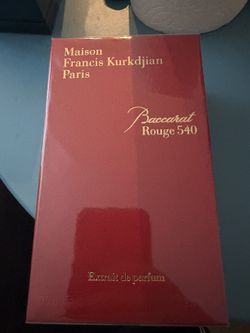 Maison
Francis Kurkdjian
Paris
Baccarat
Rouge 540
Extrait de parfum